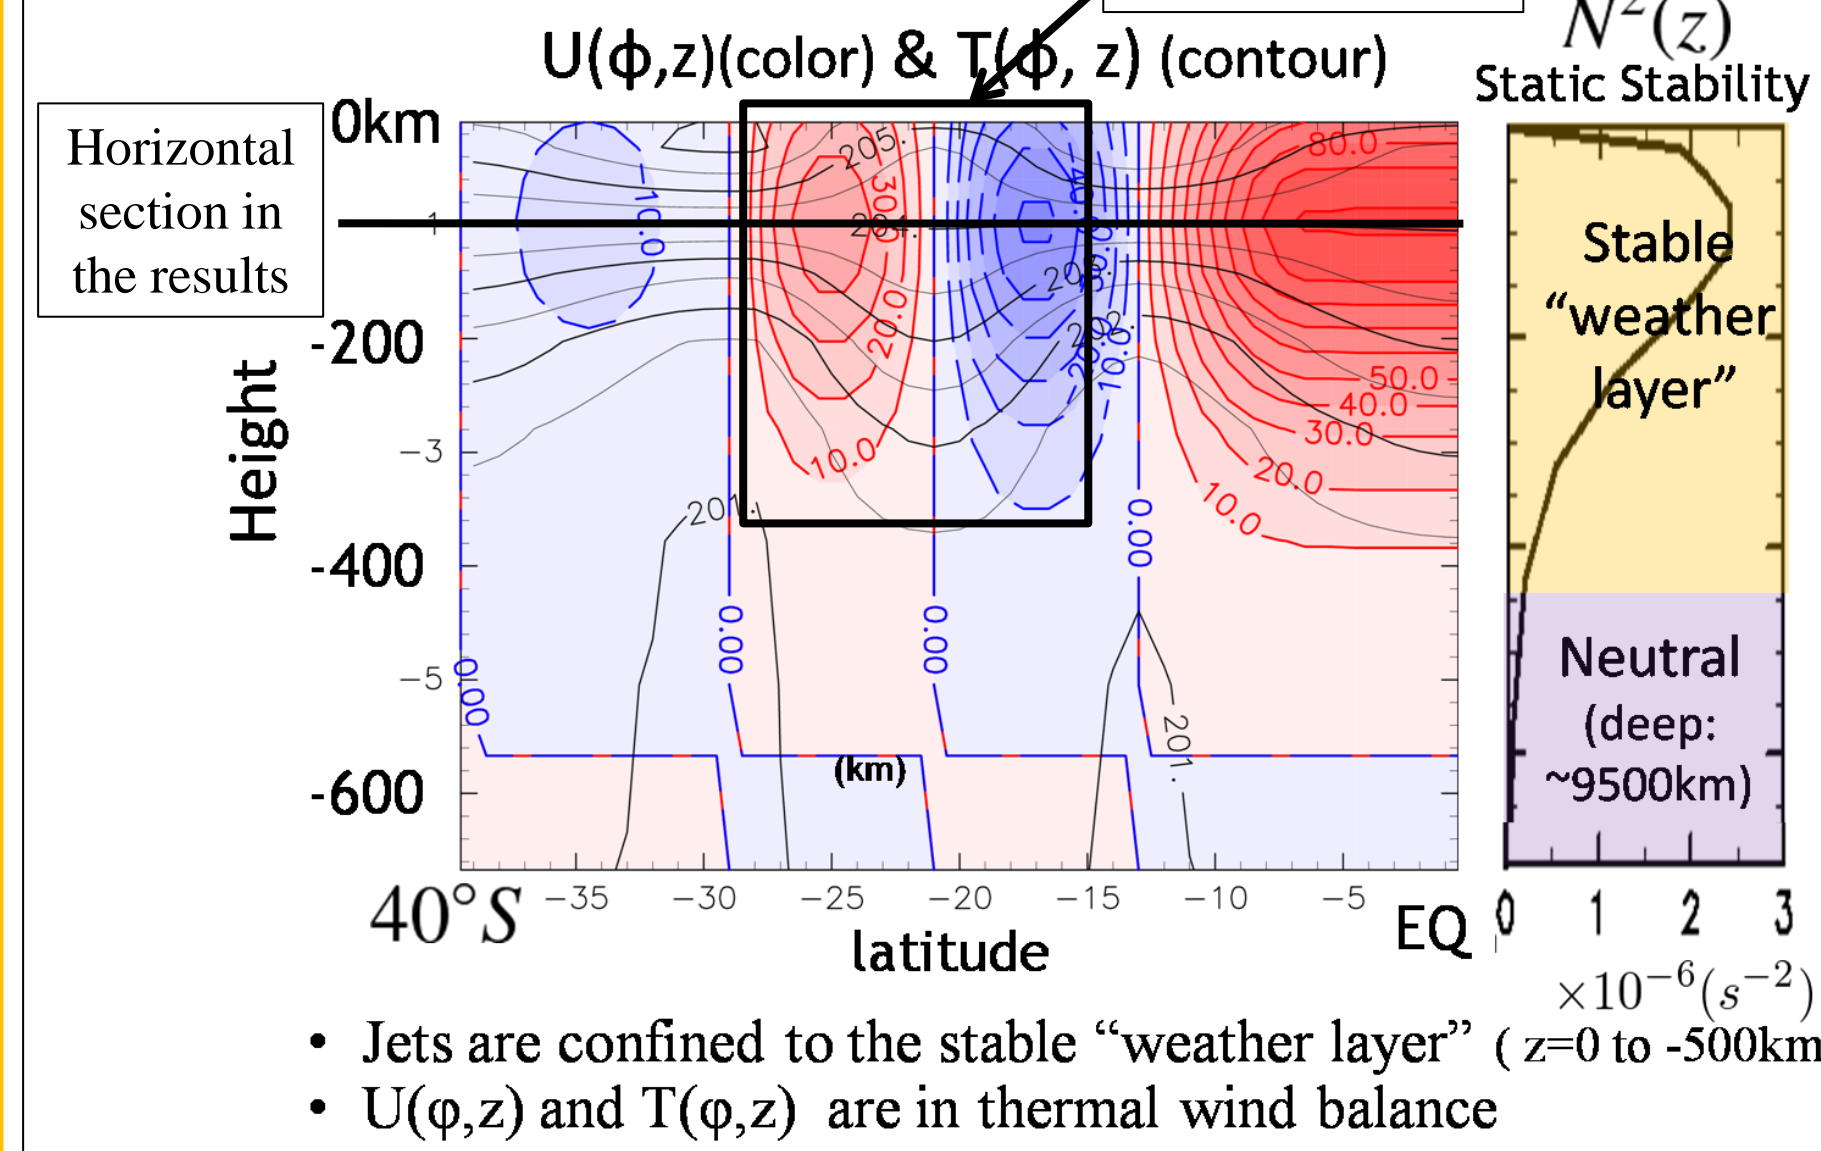 U(ϕ,z)(color) & T(ϕ, z) (contour)
N²(z)
Static Stability
Horizontal
section in
the results
0km
1
-200
−3
-400
−5
-600
Height
205.
204.
205.
202.
201.
201.
10.0
30.0
20.0
10.0
20.0
10.0
80.0
50.0
40.0
30.0
20.0
10.0
0.00
0.00
0.00
0.00
(km)
Stable
“weather
layer”
Neutral
(deep:
~9500km)
40°S −35 −30 −25 −20 −15 −10 −5 EQ
latitude
0 1 2 3
×10⁻⁶(s⁻²)
• Jets are confined to the stable “weather layer” ( z=0 to -500km
• U(φ,z) and T(φ,z) are in thermal wind balance